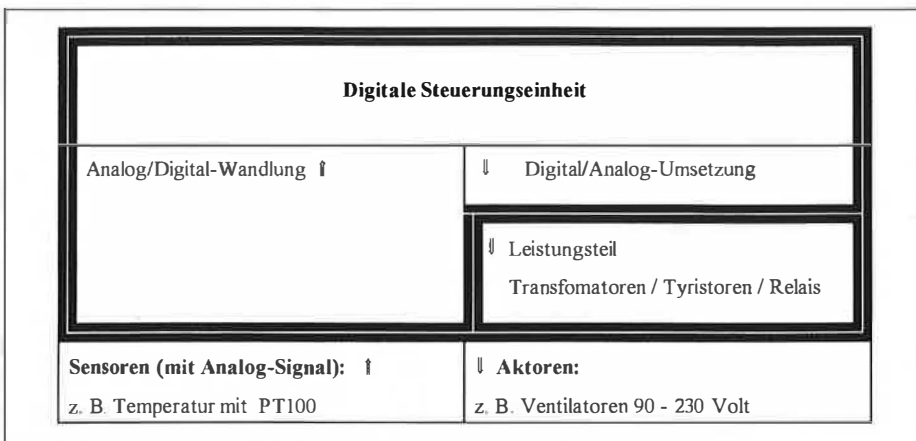 Digitale Steuerungseinheit
Analog/Digital-Wandlung ⇑
⇓ Digital/Analog-Umsetzung
⇓ Leistungsteil
Transfomatoren / Tyristoren / Relais
Sensoren (mit Analog-Signal): ⇑
z. B. Temperatur mit PT100
⇓ Aktoren:
z. B. Ventilatoren 90 - 230 Volt